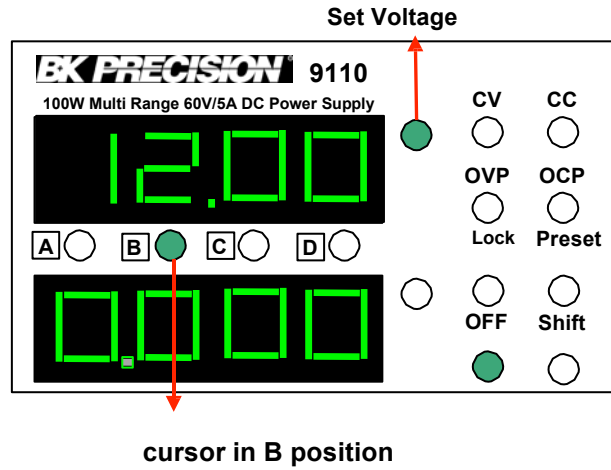 Set Voltage
BK PRECISION 9110
100W Multi Range 60V/5A DC Power Supply
CV CC
12.00
OVP OCP
Lock Preset
A B C D
0.000
OFF Shift
cursor in B position